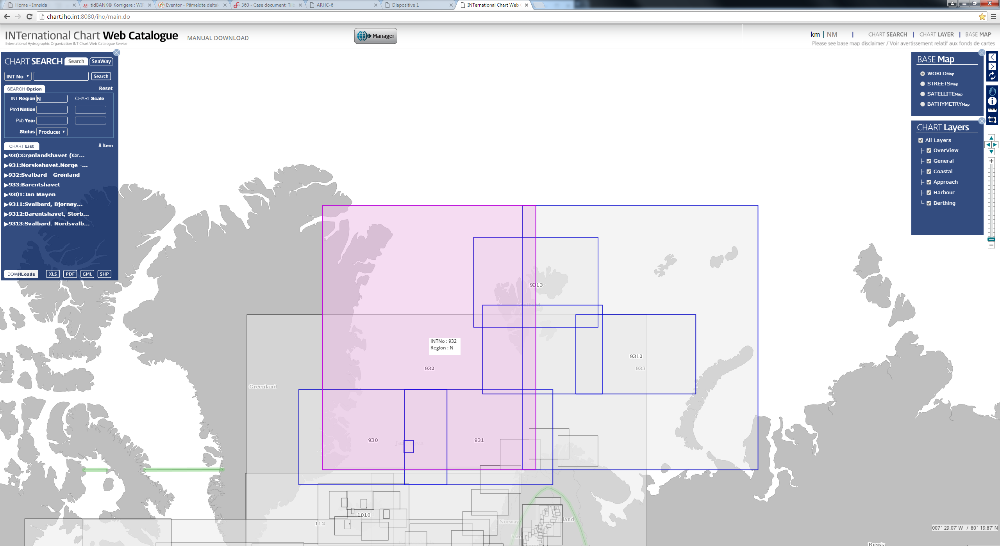 Home - Innsida
tidBANK® Korrigere : WIR
Eventor - Påmeldte deltak
360 - Case document: Tilb
ARHC-6
Diapositive 1
INTernational Chart Web C
chart.iho.int:8080/iho/main.do
INTernational Chart Web Catalogue
MANUAL DOWNLOAD
International Hydrographic Organization INT Chart Web Catalogue Service
Manager
km | NM | CHART SEARCH | CHART LAYER | BASE MAP
Please see base map disclaimer / Voir avertissement relatif aux fonds de cartes
CHART SEARCH Search SeaWay
INT No Search
SEARCH Option Reset
INT Region N CHART Scale
Prod.Nation
Pub Year
Status Produced
CHART List 8 Item
▶930:Grønlandshavet (Gr...
▶931:Norskehavet.Norge -...
▶932:Svalbard - Grønland
▶933:Barentshavet
▶9301:Jan Mayen
▶9311:Svalbard, Bjørnøy...
▶9312:Barentshavet, Storb...
▶9313:Svalbard. Nordsvalb...
DOWNLoads XLS PDF GML SHP
BASE Map
WORLDMap
STREETSMap
SATELLITEMap
BATHYMETRYMap
CHART Layers
All Layers
OverView
General
Coastal
Approach
Harbour
Berthing
9313
INTNo : 932
Region : N
9312
932
933
Greenland
930
931
1010
112
Norway
land
Swe
007° 29.07' W / 80° 19.87' N
Russia